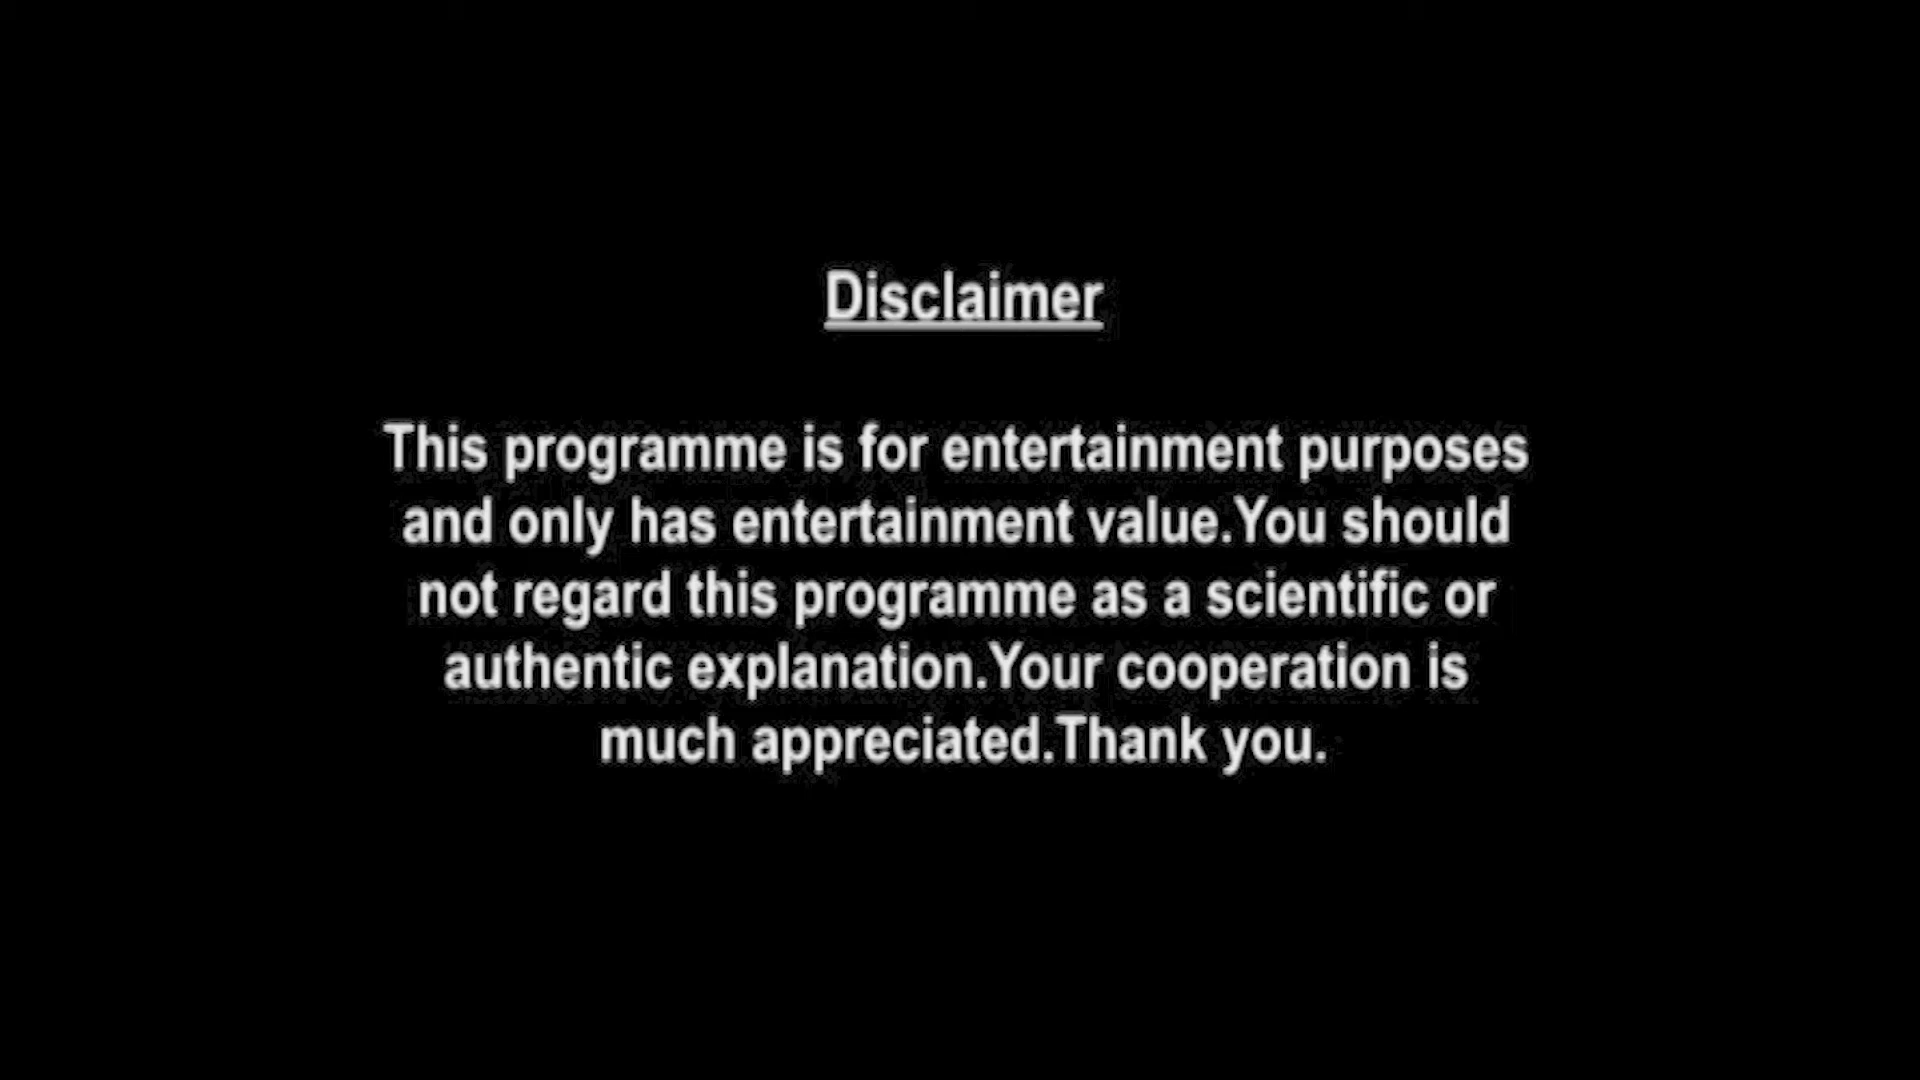 Disclaimer
This programme is for entertainment purposes
and only has entertainment value.You should
not regard this programme as a scientific or
authentic explanation.Your cooperation is
much appreciated.Thank you.